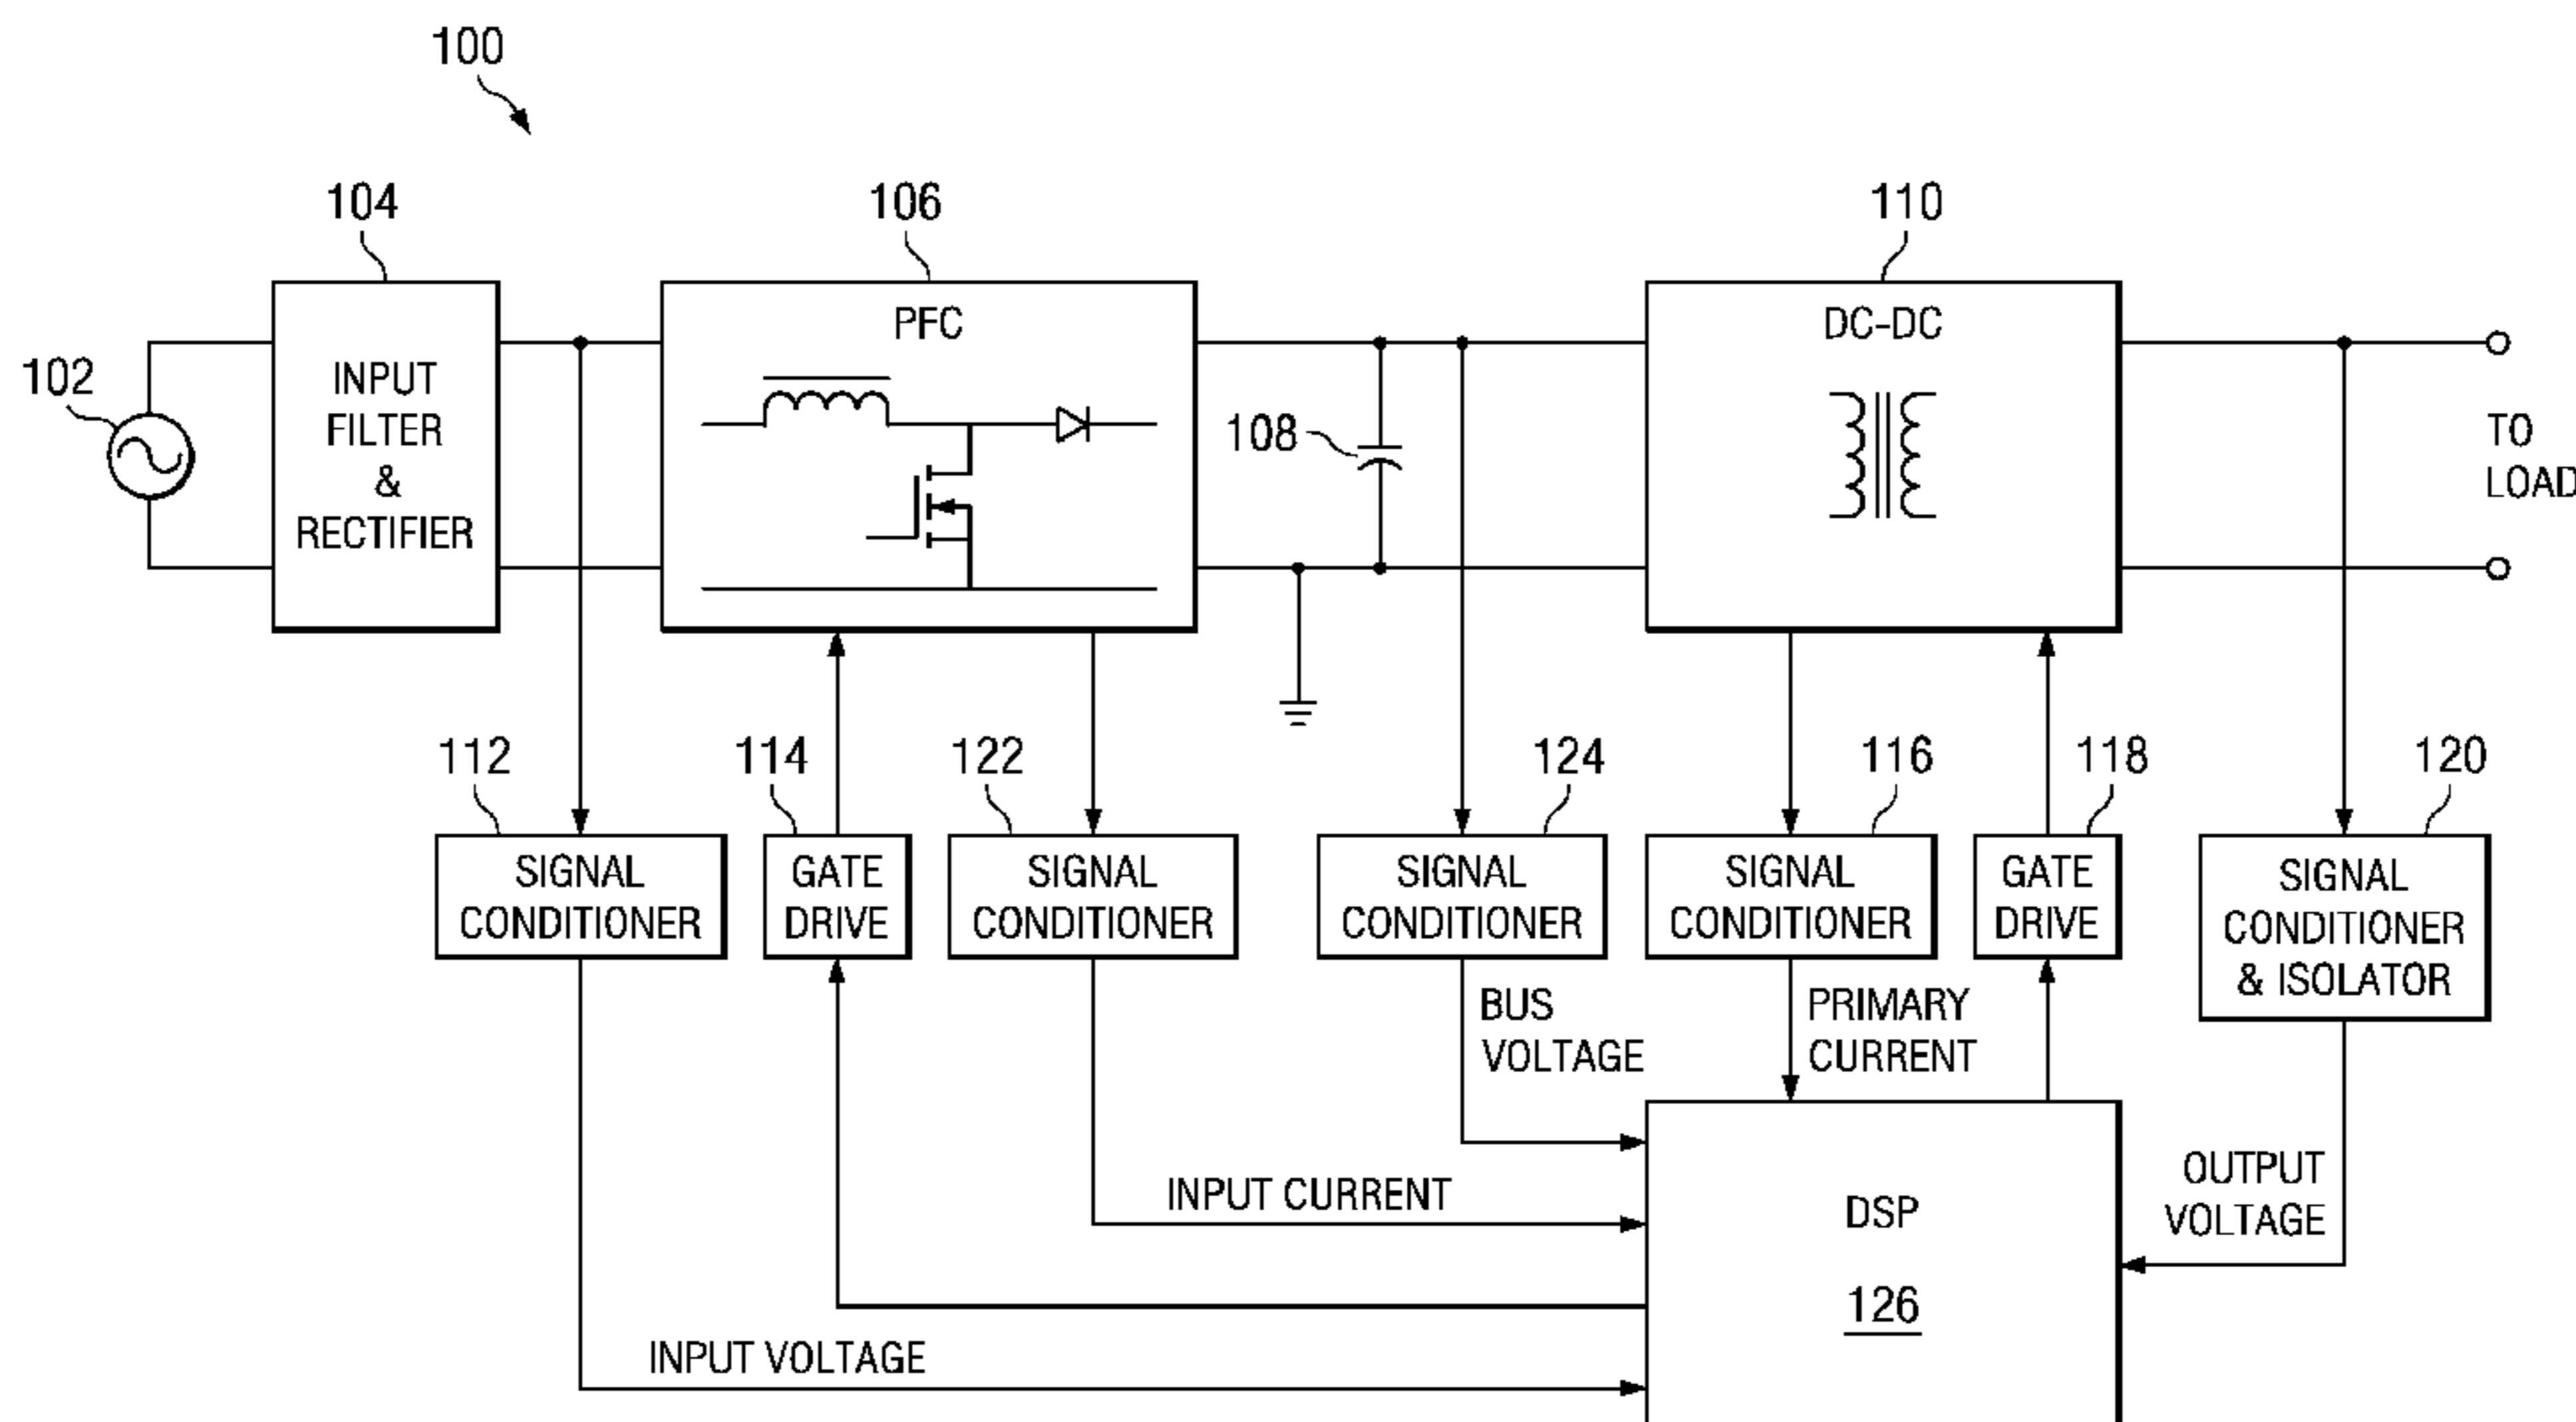 100
104
106
110
102
INPUT
FILTER
&
RECTIFIER
PFC
108
DC-DC
TO
LOAD
112
114
122
124
116
118
120
SIGNAL
CONDITIONER
GATE
DRIVE
SIGNAL
CONDITIONER
SIGNAL
CONDITIONER
SIGNAL
CONDITIONER
GATE
DRIVE
SIGNAL
CONDITIONER
& ISOLATOR
BUS
VOLTAGE
PRIMARY
CURRENT
INPUT CURRENT
OUTPUT
VOLTAGE
DSP
126
INPUT VOLTAGE